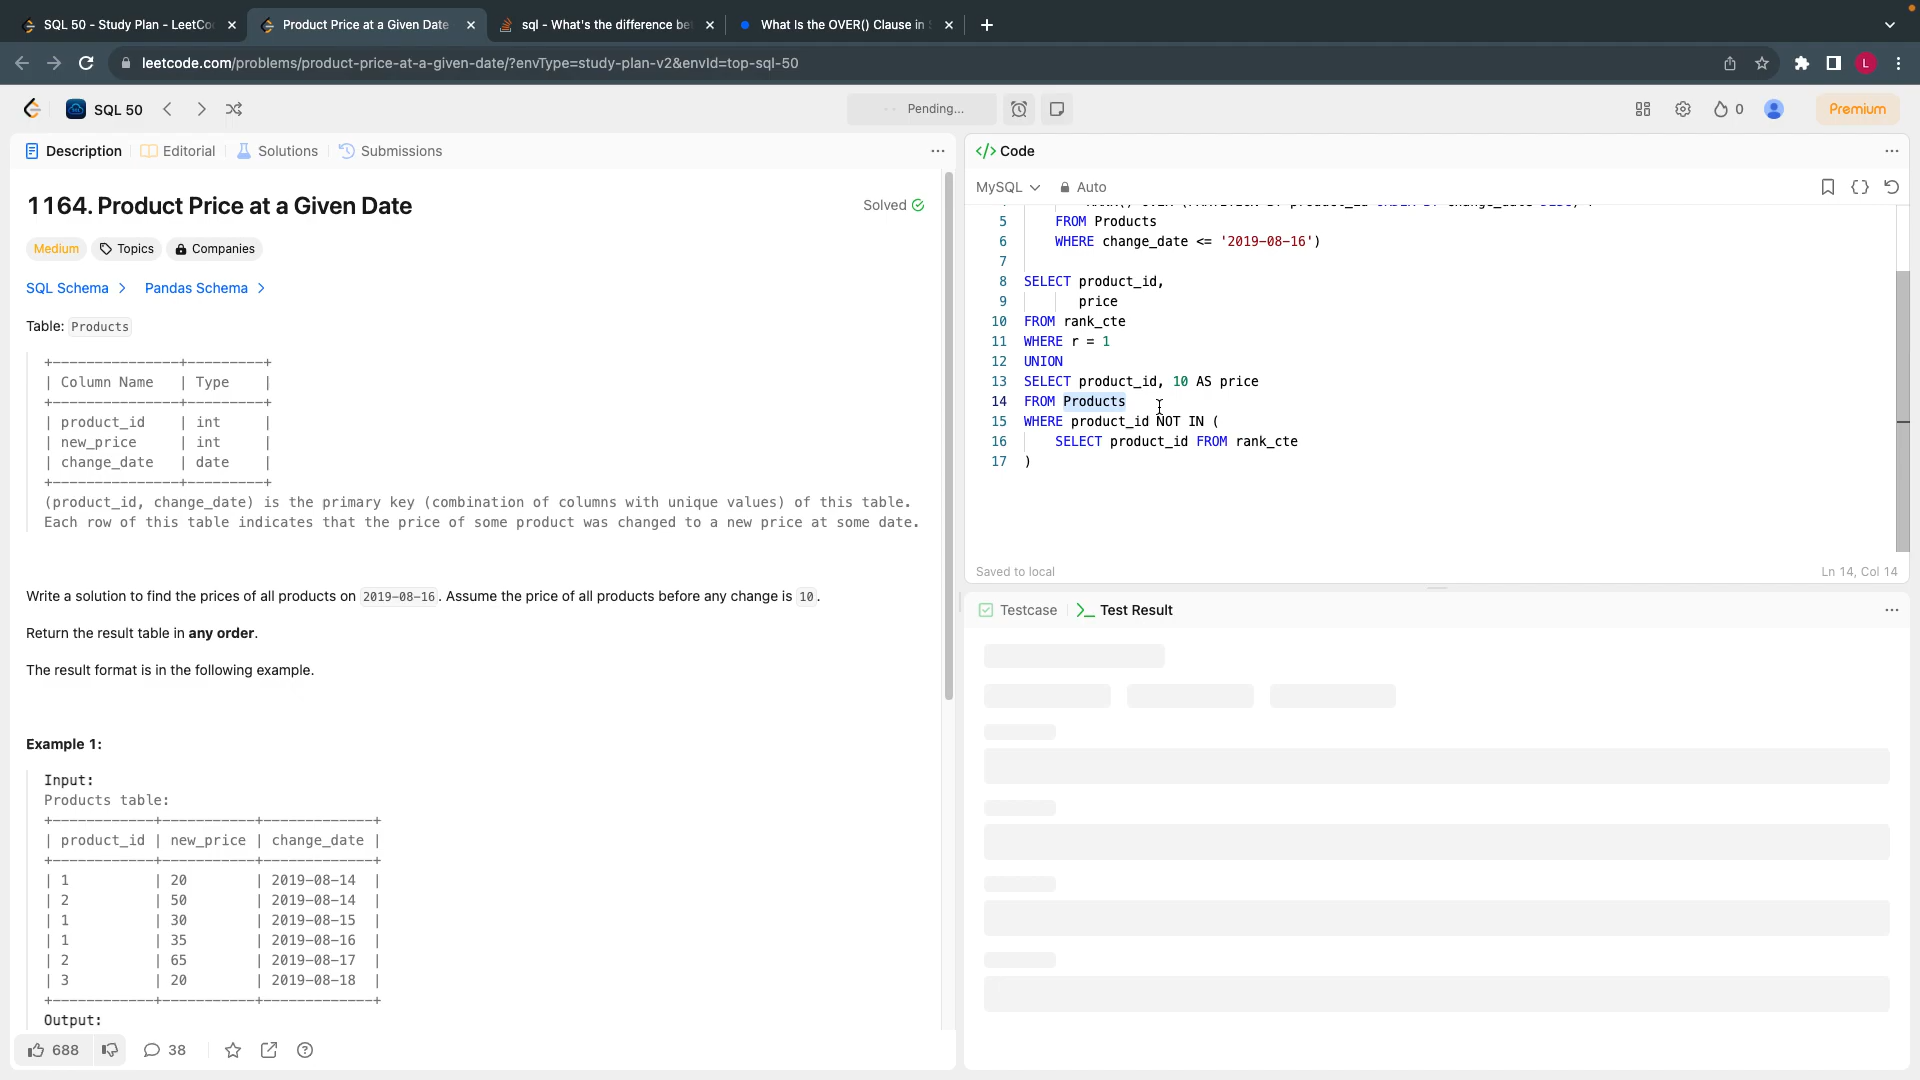 SQL 50 - Study Plan - LeetCo
Product Price at a Given Date
sql - What's the difference be
What Is the OVER() Clause in
leetcode.com/problems/product-price-at-a-given-date/?envType=study-plan-v2&envId=top-sql-50
L
SQL 50
Pending...
0
Premium
Description
Editorial
Solutions
Submissions
1164. Product Price at a Given Date
Solved
Medium
Topics
Companies
SQL Schema
Pandas Schema
Table: Products
+---------------+---------+
| Column Name   | Type    |
+---------------+---------+
| product_id    | int     |
| new_price     | int     |
| change_date   | date    |
+---------------+---------+
(product_id, change_date) is the primary key (combination of columns with unique values) of this table.
Each row of this table indicates that the price of some product was changed to a new price at some date.
Write a solution to find the prices of all products on 2019-08-16. Assume the price of all products before any change is 10.
Return the result table in any order.
The result format is in the following example.
Example 1:
Input:
Products table:
+------------+-----------+-------------+
| product_id | new_price | change_date |
+------------+-----------+-------------+
| 1          | 20        | 2019-08-14  |
| 2          | 50        | 2019-08-14  |
| 1          | 30        | 2019-08-15  |
| 1          | 35        | 2019-08-16  |
| 2          | 65        | 2019-08-17  |
| 3          | 20        | 2019-08-18  |
+------------+-----------+-------------+
Output:
688
38
Code
MySQL
Auto
5 FROM Products
6 WHERE change_date <= '2019-08-16')
7
8 SELECT product_id,
9 price
10 FROM rank_cte
11 WHERE r = 1
12 UNION
13 SELECT product_id, 10 AS price
14 FROM Products
15 WHERE product_id NOT IN (
16 SELECT product_id FROM rank_cte
17 )
Saved to local
Ln 14, Col 14
Testcase
Test Result